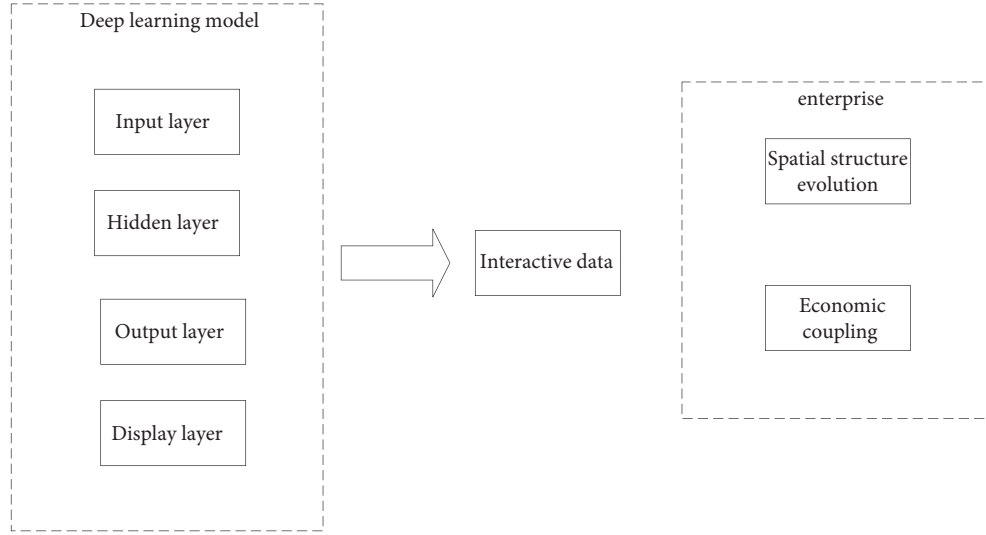 Deep learning model
Input layer
Hidden layer
Output layer
Display layer
Interactive data
enterprise
Spatial structure
evolution
Economic
coupling